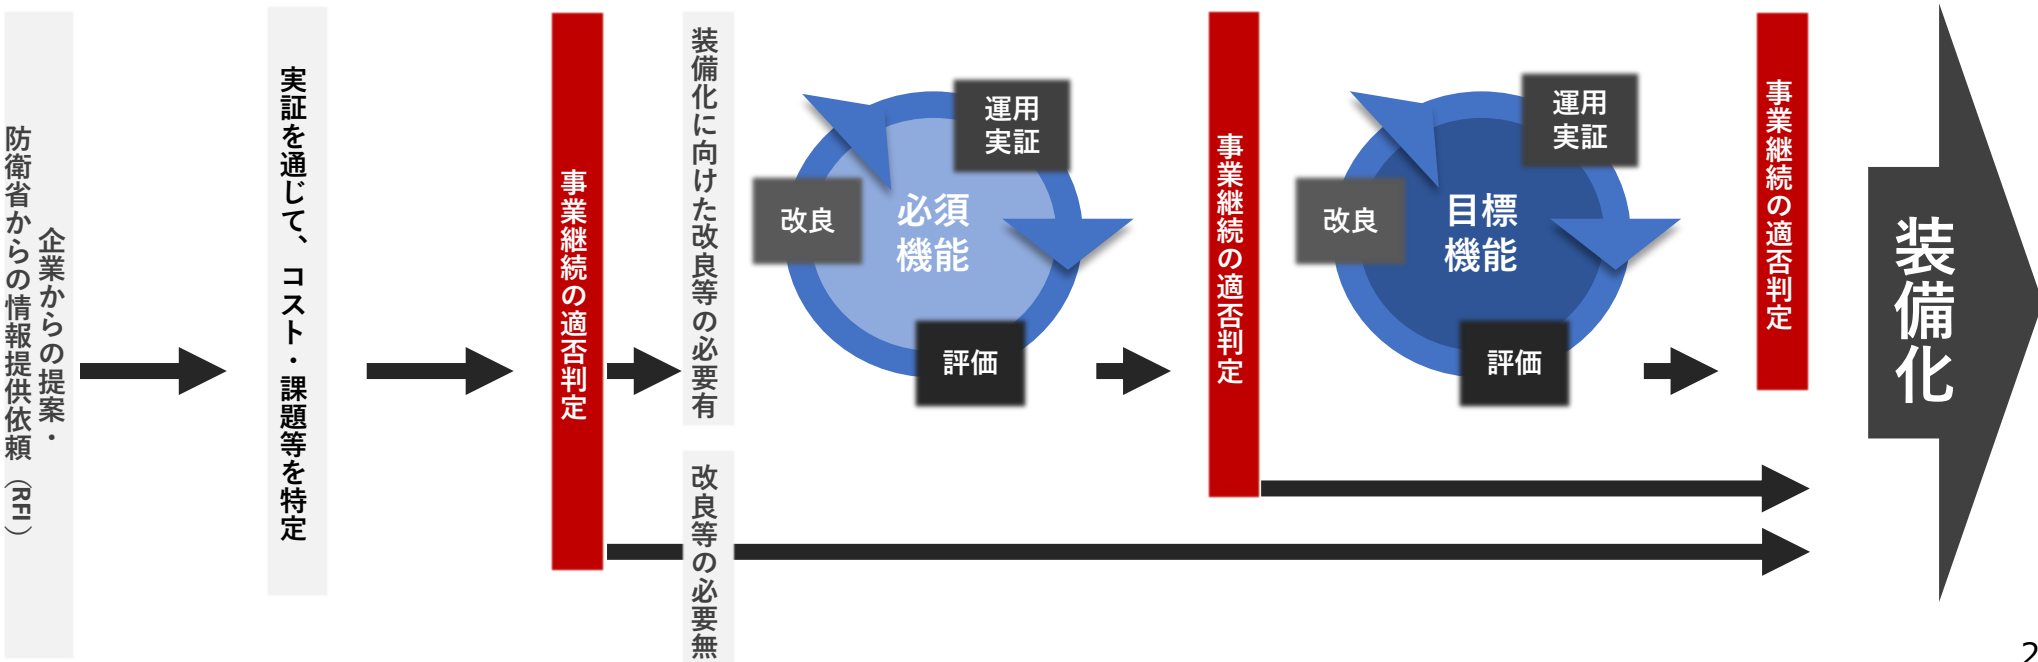 企業からの提案・
防衛省からの情報提供依頼（RFI）
実証を通じて、コスト・課題等を特定
事業継続の適否判定
装備化に向けた改良等の必要有
改良等の必要無
運用
実証
改良
必須
機能
評価
事業継続の適否判定
運用
実証
改良
目標
機能
評価
事業継続の適否判定
装備化
2